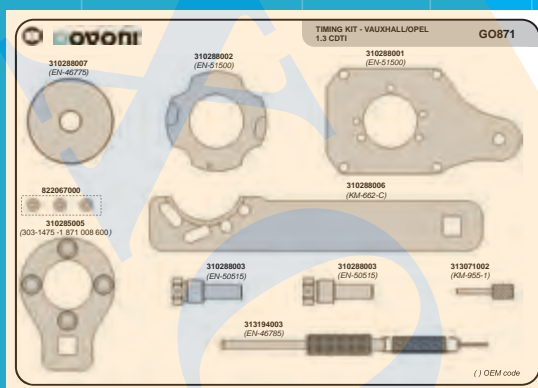 GOVONI
TIMING KIT - VAUXHALL/OPEL
1.3 CDTI
GO871
310288007
(EN-46775)
310288002
(EN-51500)
310288001
(EN-51500)
822067000
310285005
(303-1475 -1 871 008 600)
310288006
(KM-662-C)
310288003
(EN-50515)
310288003
(EN-50515)
313071002
(KM-955-1)
313194003
(EN-46785)
( ) OEM code